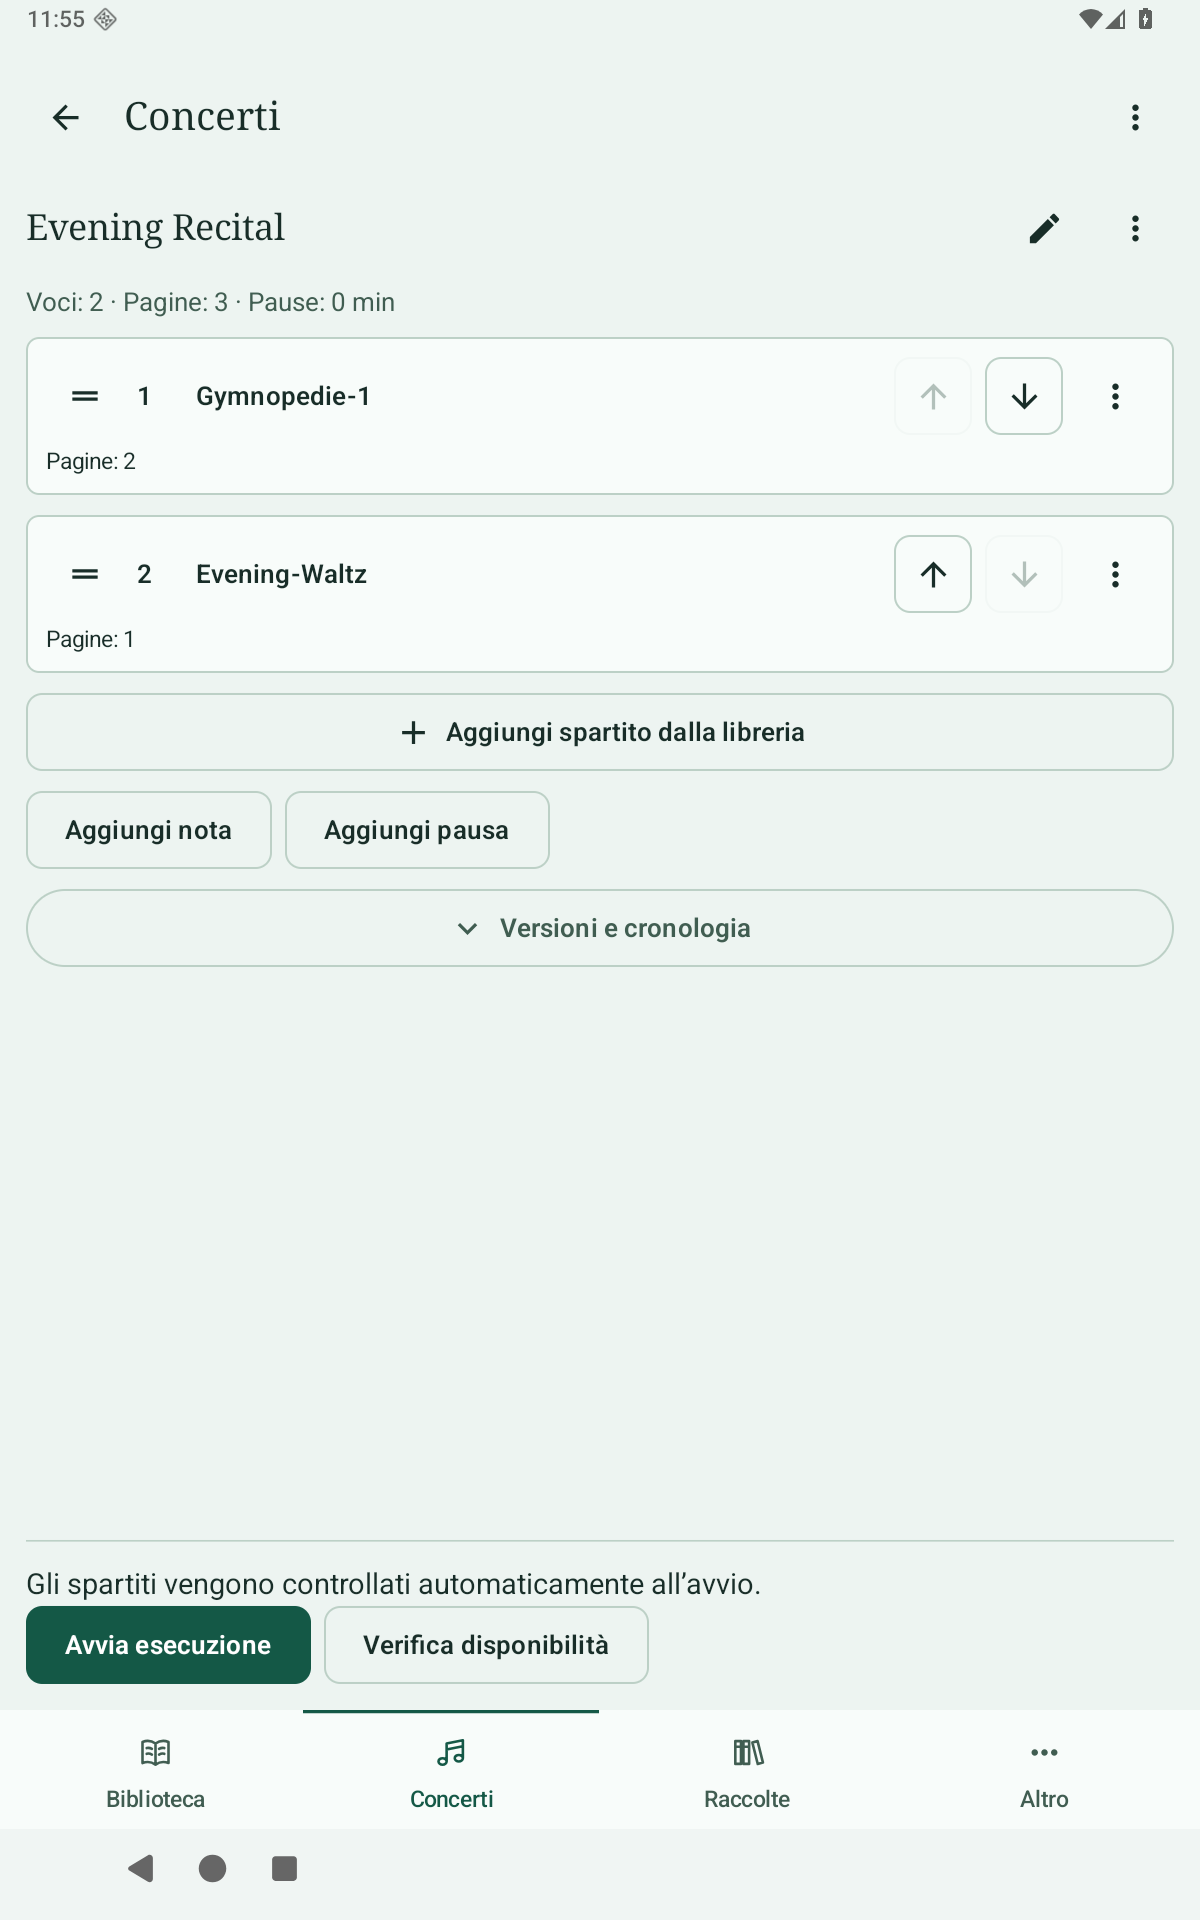 11:55
Concerti
Evening Recital
Voci: 2 · Pagine: 3 · Pause: 0 min
1 Gymnopedie-1
Pagine: 2
2 Evening-Waltz
Pagine: 1
Aggiungi spartito dalla libreria
Aggiungi nota Aggiungi pausa
Versioni e cronologia
Gli spartiti vengono controllati automaticamente all’avvio.
Avvia esecuzione Verifica disponibilità
Biblioteca Concerti Raccolte Altro